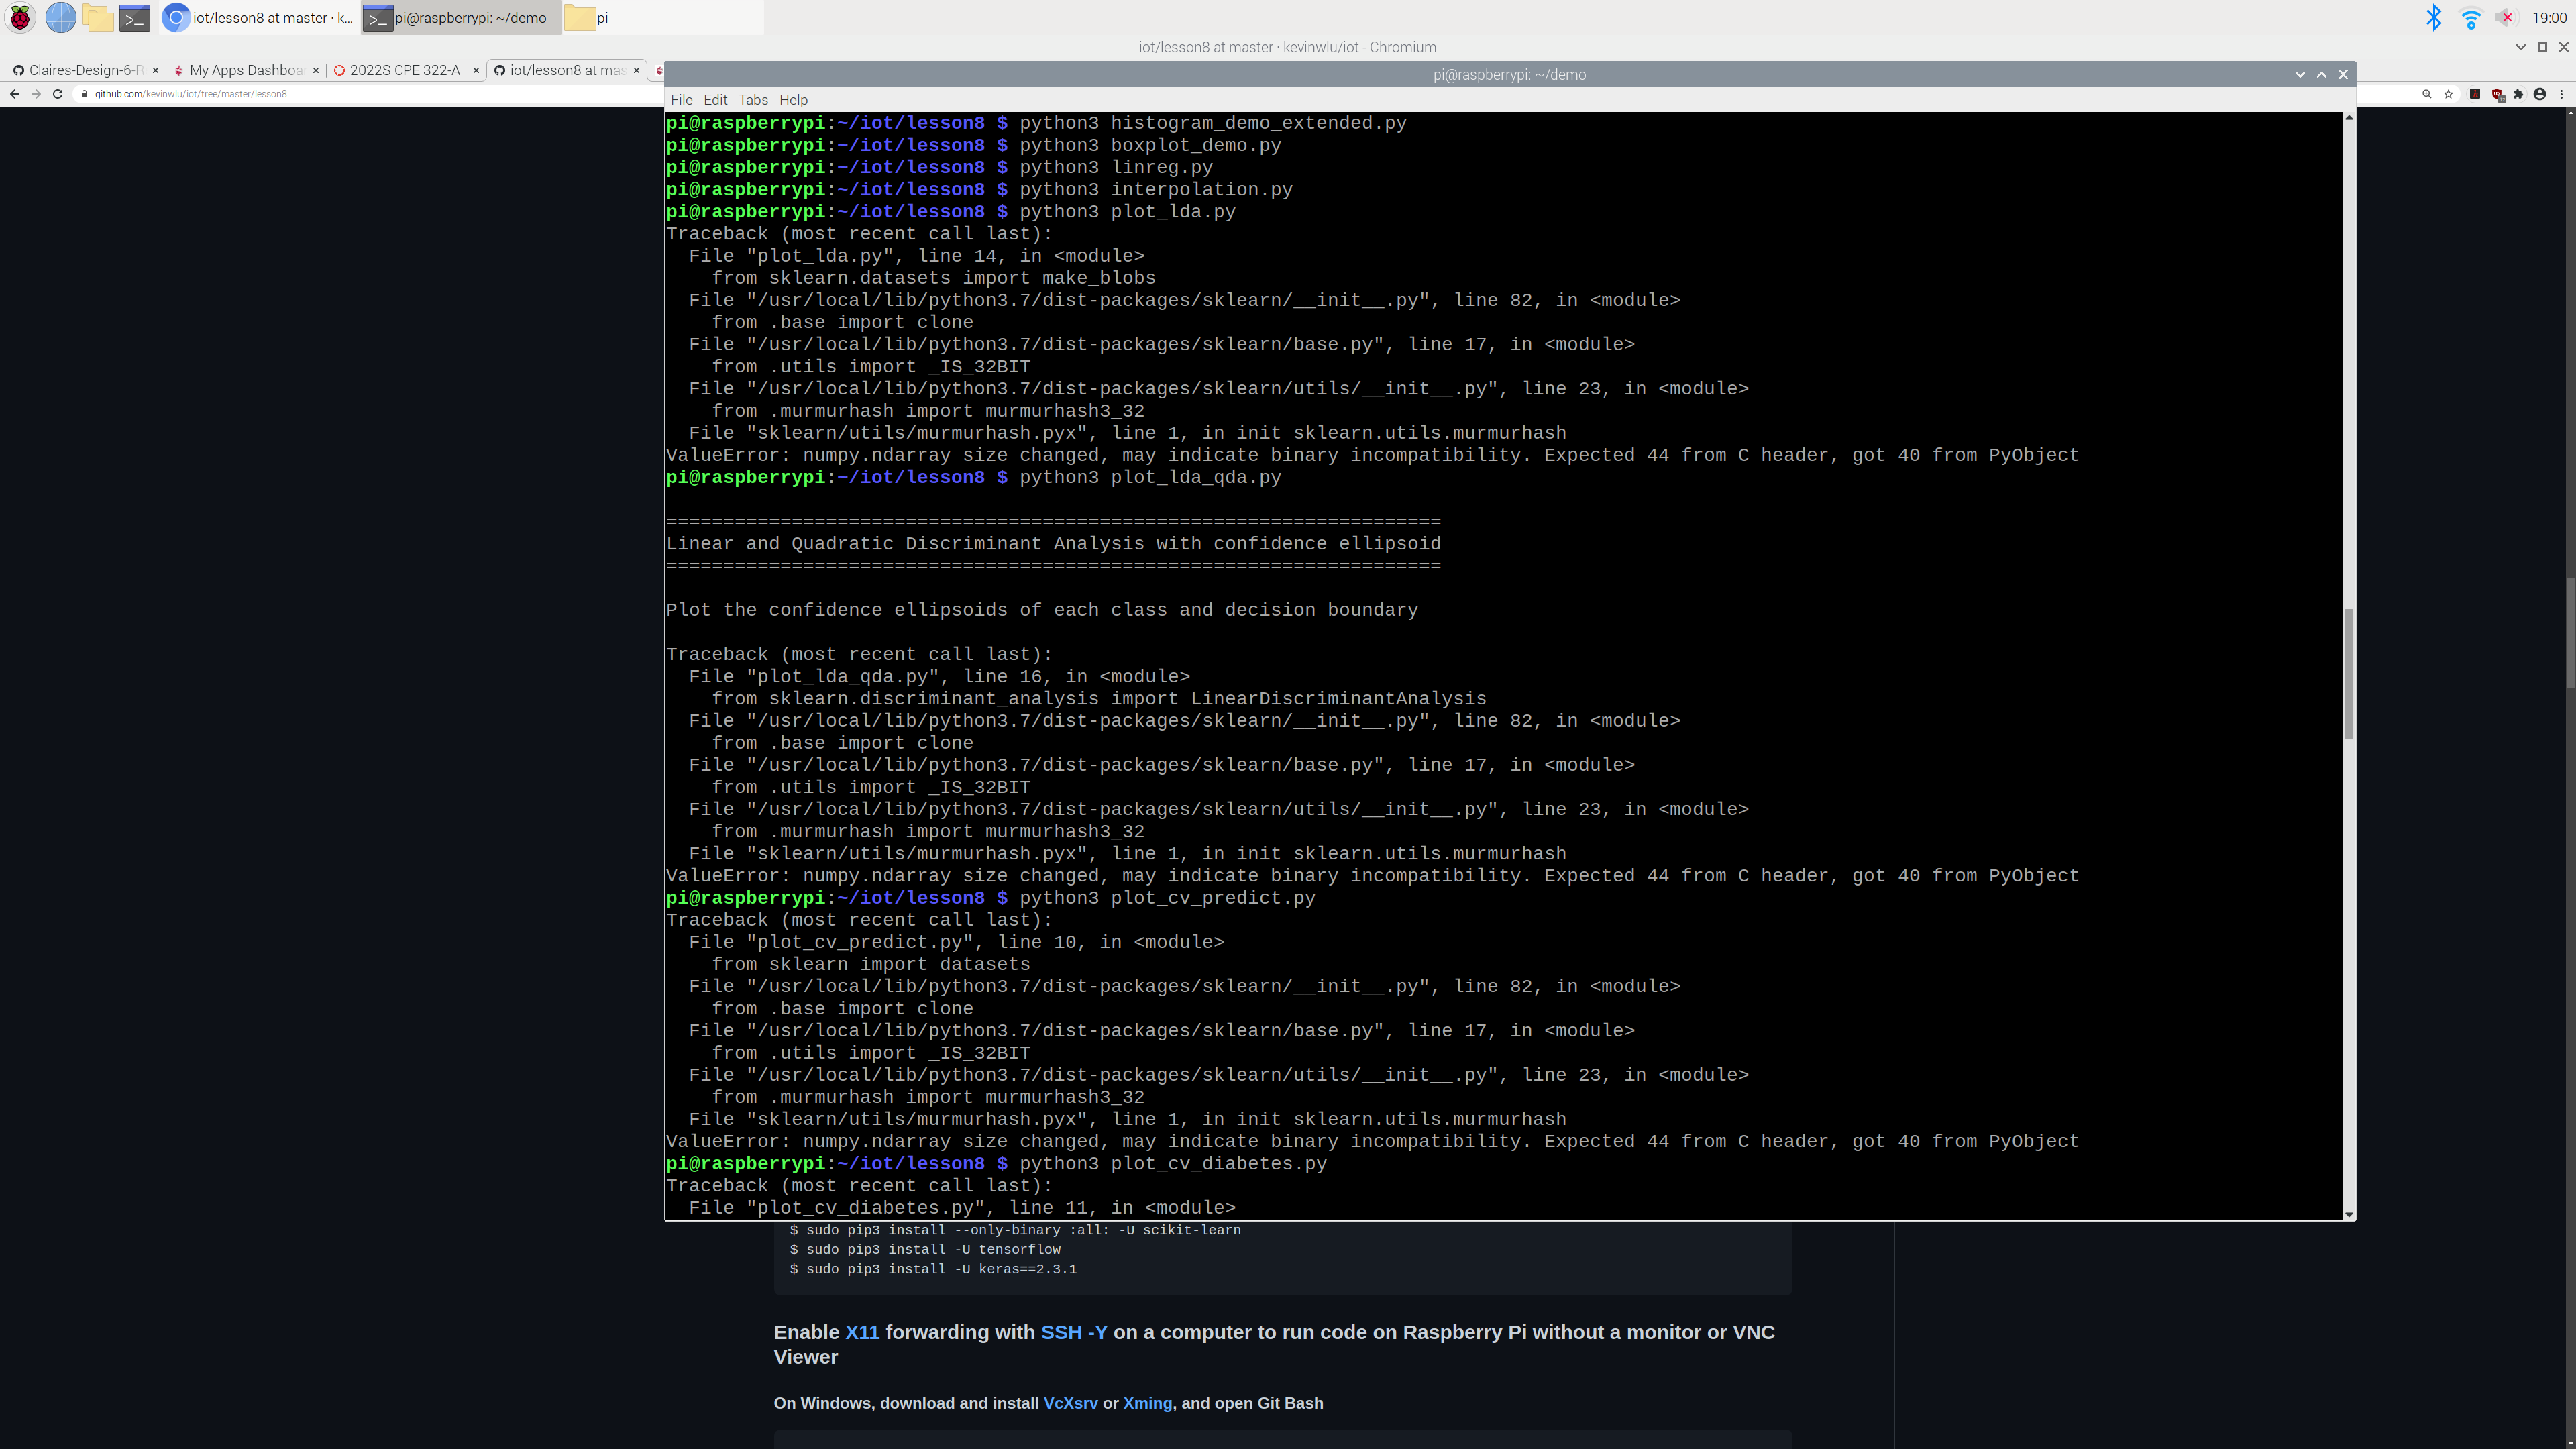 iot/lesson8 at master · k...
pi@raspberrypi: ~/demo
pi
19:00
iot/lesson8 at master · kevinwlu/iot - Chromium
Claires-Design-6-R
My Apps Dashboar
2022S CPE 322-A
iot/lesson8 at mas
github.com/kevinwlu/iot/tree/master/lesson8
pi@raspberrypi: ~/demo
File Edit Tabs Help
pi@raspberrypi:~/iot/lesson8 $ python3 histogram_demo_extended.py
pi@raspberrypi:~/iot/lesson8 $ python3 boxplot_demo.py
pi@raspberrypi:~/iot/lesson8 $ python3 linreg.py
pi@raspberrypi:~/iot/lesson8 $ python3 interpolation.py
pi@raspberrypi:~/iot/lesson8 $ python3 plot_lda.py
Traceback (most recent call last):
  File "plot_lda.py", line 14, in <module>
    from sklearn.datasets import make_blobs
  File "/usr/local/lib/python3.7/dist-packages/sklearn/__init__.py", line 82, in <module>
    from .base import clone
  File "/usr/local/lib/python3.7/dist-packages/sklearn/base.py", line 17, in <module>
    from .utils import _IS_32BIT
  File "/usr/local/lib/python3.7/dist-packages/sklearn/utils/__init__.py", line 23, in <module>
    from .murmurhash import murmurhash3_32
  File "sklearn/utils/murmurhash.pyx", line 1, in init sklearn.utils.murmurhash
ValueError: numpy.ndarray size changed, may indicate binary incompatibility. Expected 44 from C header, got 40 from PyObject
pi@raspberrypi:~/iot/lesson8 $ python3 plot_lda_qda.py
====================================================================
Linear and Quadratic Discriminant Analysis with confidence ellipsoid
====================================================================
Plot the confidence ellipsoids of each class and decision boundary
Traceback (most recent call last):
  File "plot_lda_qda.py", line 16, in <module>
    from sklearn.discriminant_analysis import LinearDiscriminantAnalysis
  File "/usr/local/lib/python3.7/dist-packages/sklearn/__init__.py", line 82, in <module>
    from .base import clone
  File "/usr/local/lib/python3.7/dist-packages/sklearn/base.py", line 17, in <module>
    from .utils import _IS_32BIT
  File "/usr/local/lib/python3.7/dist-packages/sklearn/utils/__init__.py", line 23, in <module>
    from .murmurhash import murmurhash3_32
  File "sklearn/utils/murmurhash.pyx", line 1, in init sklearn.utils.murmurhash
ValueError: numpy.ndarray size changed, may indicate binary incompatibility. Expected 44 from C header, got 40 from PyObject
pi@raspberrypi:~/iot/lesson8 $ python3 plot_cv_predict.py
Traceback (most recent call last):
  File "plot_cv_predict.py", line 10, in <module>
    from sklearn import datasets
  File "/usr/local/lib/python3.7/dist-packages/sklearn/__init__.py", line 82, in <module>
    from .base import clone
  File "/usr/local/lib/python3.7/dist-packages/sklearn/base.py", line 17, in <module>
    from .utils import _IS_32BIT
  File "/usr/local/lib/python3.7/dist-packages/sklearn/utils/__init__.py", line 23, in <module>
    from .murmurhash import murmurhash3_32
  File "sklearn/utils/murmurhash.pyx", line 1, in init sklearn.utils.murmurhash
ValueError: numpy.ndarray size changed, may indicate binary incompatibility. Expected 44 from C header, got 40 from PyObject
pi@raspberrypi:~/iot/lesson8 $ python3 plot_cv_diabetes.py
Traceback (most recent call last):
  File "plot_cv_diabetes.py", line 11, in <module>
$ sudo pip3 install --only-binary :all: -U scikit-learn
$ sudo pip3 install -U tensorflow
$ sudo pip3 install -U keras==2.3.1
Enable X11 forwarding with SSH -Y on a computer to run code on Raspberry Pi without a monitor or VNC
Viewer
On Windows, download and install VcXsrv or Xming, and open Git Bash